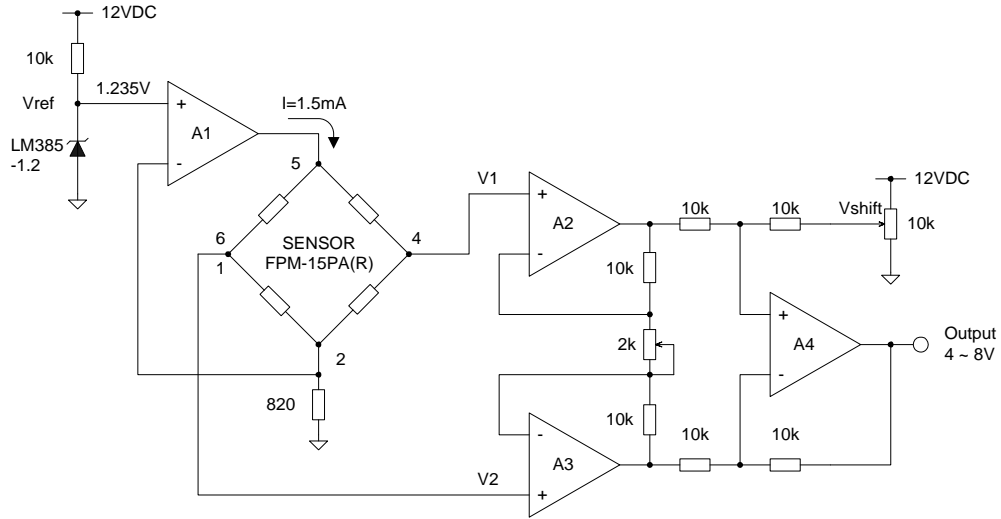 12VDC
10k
1.235V
Vref
LM385
-1.2
+
A1
-
I=1.5mA
5
6
1
SENSOR
FPM-15PA(R)
4
2
820
V1
V2
+
A2
-
10k
2k
10k
-
A3
+
10k
10k
Vshift
12VDC
10k
+
A4
-
10k
10k
Output
4 ~ 8V